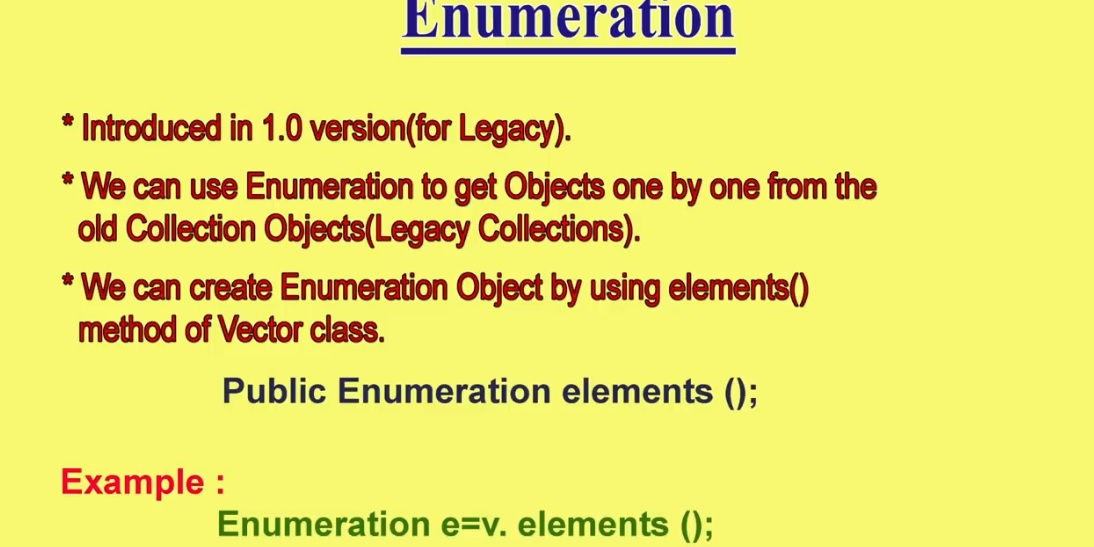 Enumeration
* Introduced in 1.0 version(for Legacy).
* We can use Enumeration to get Objects one by one from the
old Collection Objects(Legacy Collections).
* We can create Enumeration Object by using elements()
method of Vector class.
Public Enumeration elements ();
Example :
Enumeration e=v. elements ();